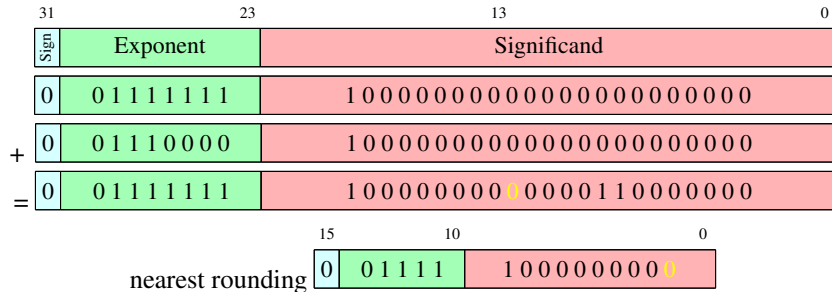 31 23 13 0
Sign Exponent Significand
0 0 1 1 1 1 1 1 1 1 0 0 0 0 0 0 0 0 0 0 0 0 0 0 0 0 0 0 0 0 0 0
+ 0 0 1 1 1 0 0 0 0 1 0 0 0 0 0 0 0 0 0 0 0 0 0 0 0 0 0 0 0 0 0 0
= 0 0 1 1 1 1 1 1 1 1 0 0 0 0 0 0 0 0 0 0 0 0 0 1 1 0 0 0 0 0 0 0
15 10 0
nearest rounding 0 0 1 1 1 1 1 0 0 0 0 0 0 0 0 0